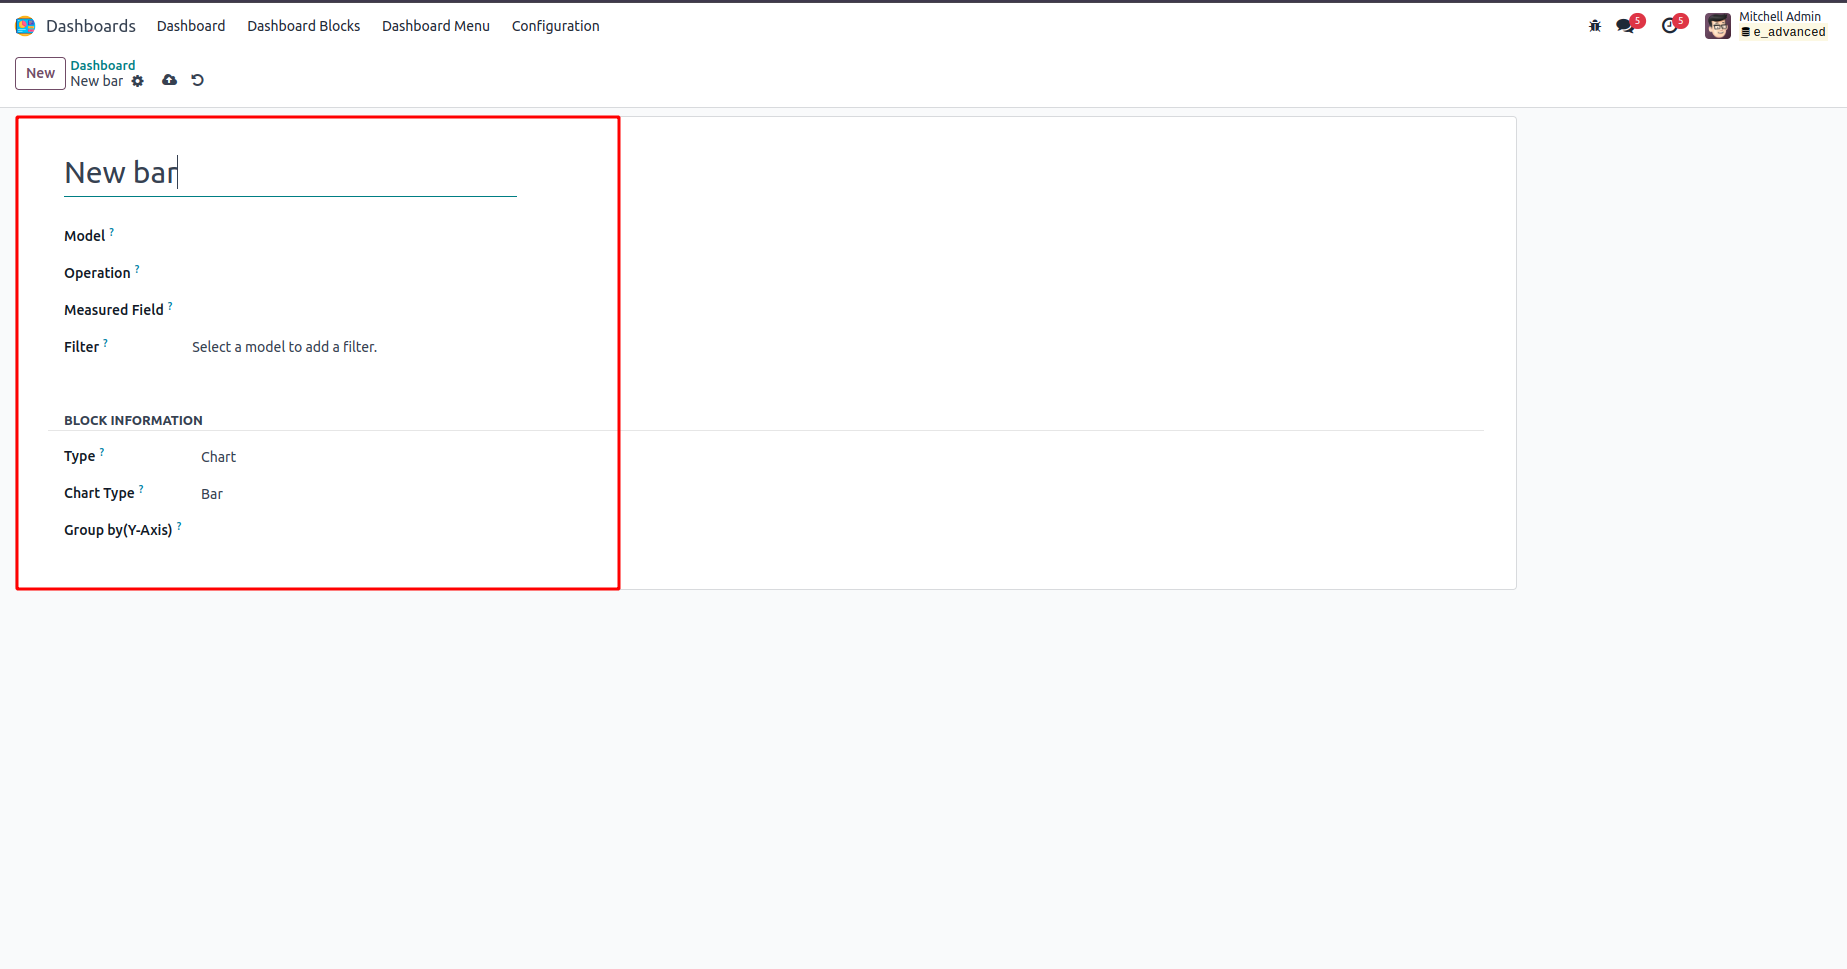 Dashboards Dashboard Dashboard Blocks Dashboard Menu Configuration 5 5 Mitchell Admin
e_advanced
New Dashboard
New bar
New bar
Model ?
Operation ?
Measured Field ?
Filter ? Select a model to add a filter.
BLOCK INFORMATION
Type ? Chart
Chart Type ? Bar
Group by(Y-Axis) ?